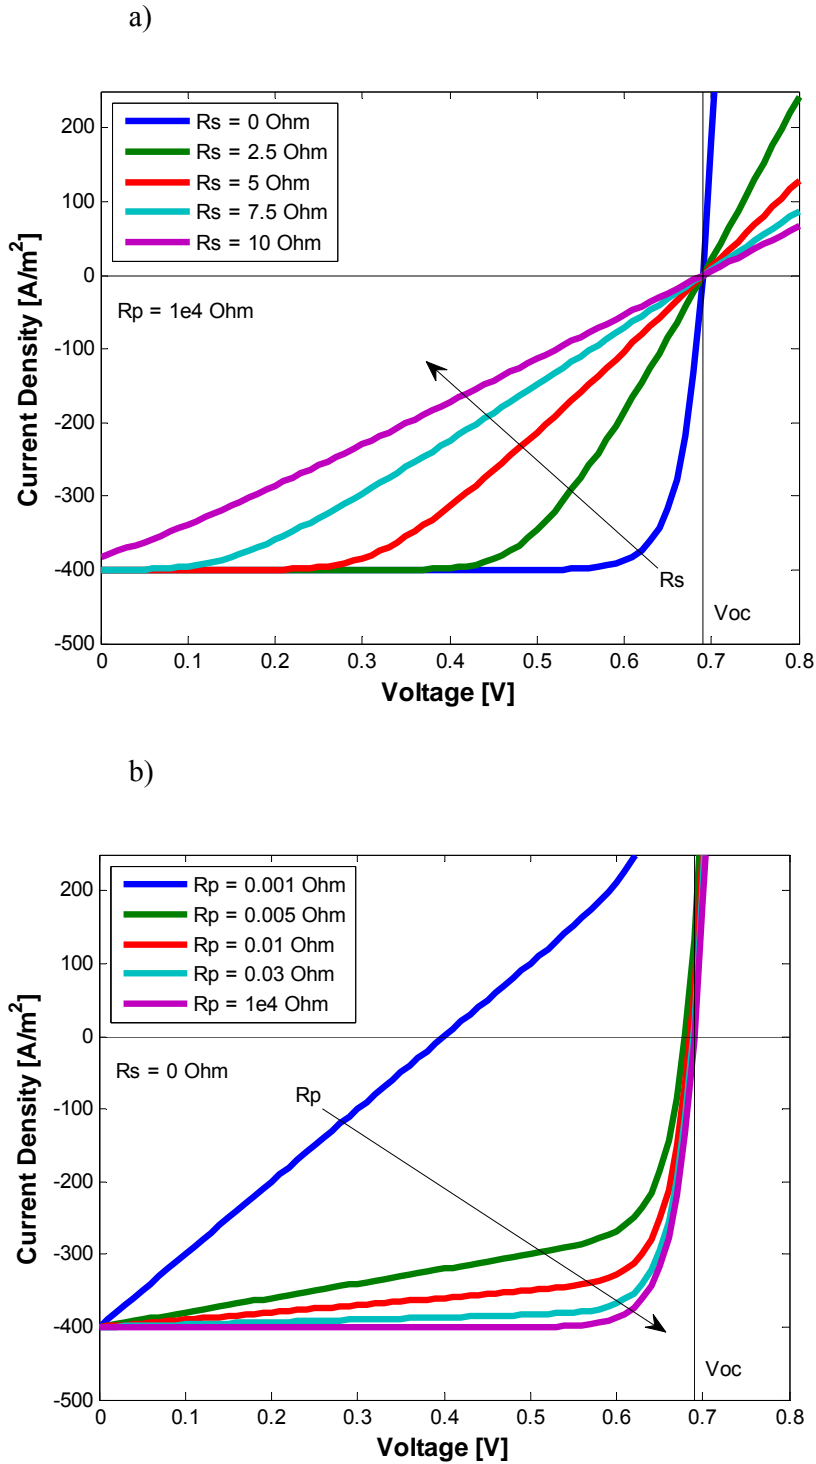 a)
Rs = 0 Ohm
Rs = 2.5 Ohm
Rs = 5 Ohm
Rs = 7.5 Ohm
Rs = 10 Ohm
Rp = 1e4 Ohm
Rs
Voc
200
100
0
-100
-200
-300
-400
-500
Current Density [A/m²]
0 0.1 0.2 0.3 0.4 0.5 0.6 0.7 0.8
Voltage [V]
b)
Rp = 0.001 Ohm
Rp = 0.005 Ohm
Rp = 0.01 Ohm
Rp = 0.03 Ohm
Rp = 1e4 Ohm
Rs = 0 Ohm
Rp
Voc
200
100
0
-100
-200
-300
-400
-500
Current Density [A/m²]
0 0.1 0.2 0.3 0.4 0.5 0.6 0.7 0.8
Voltage [V]